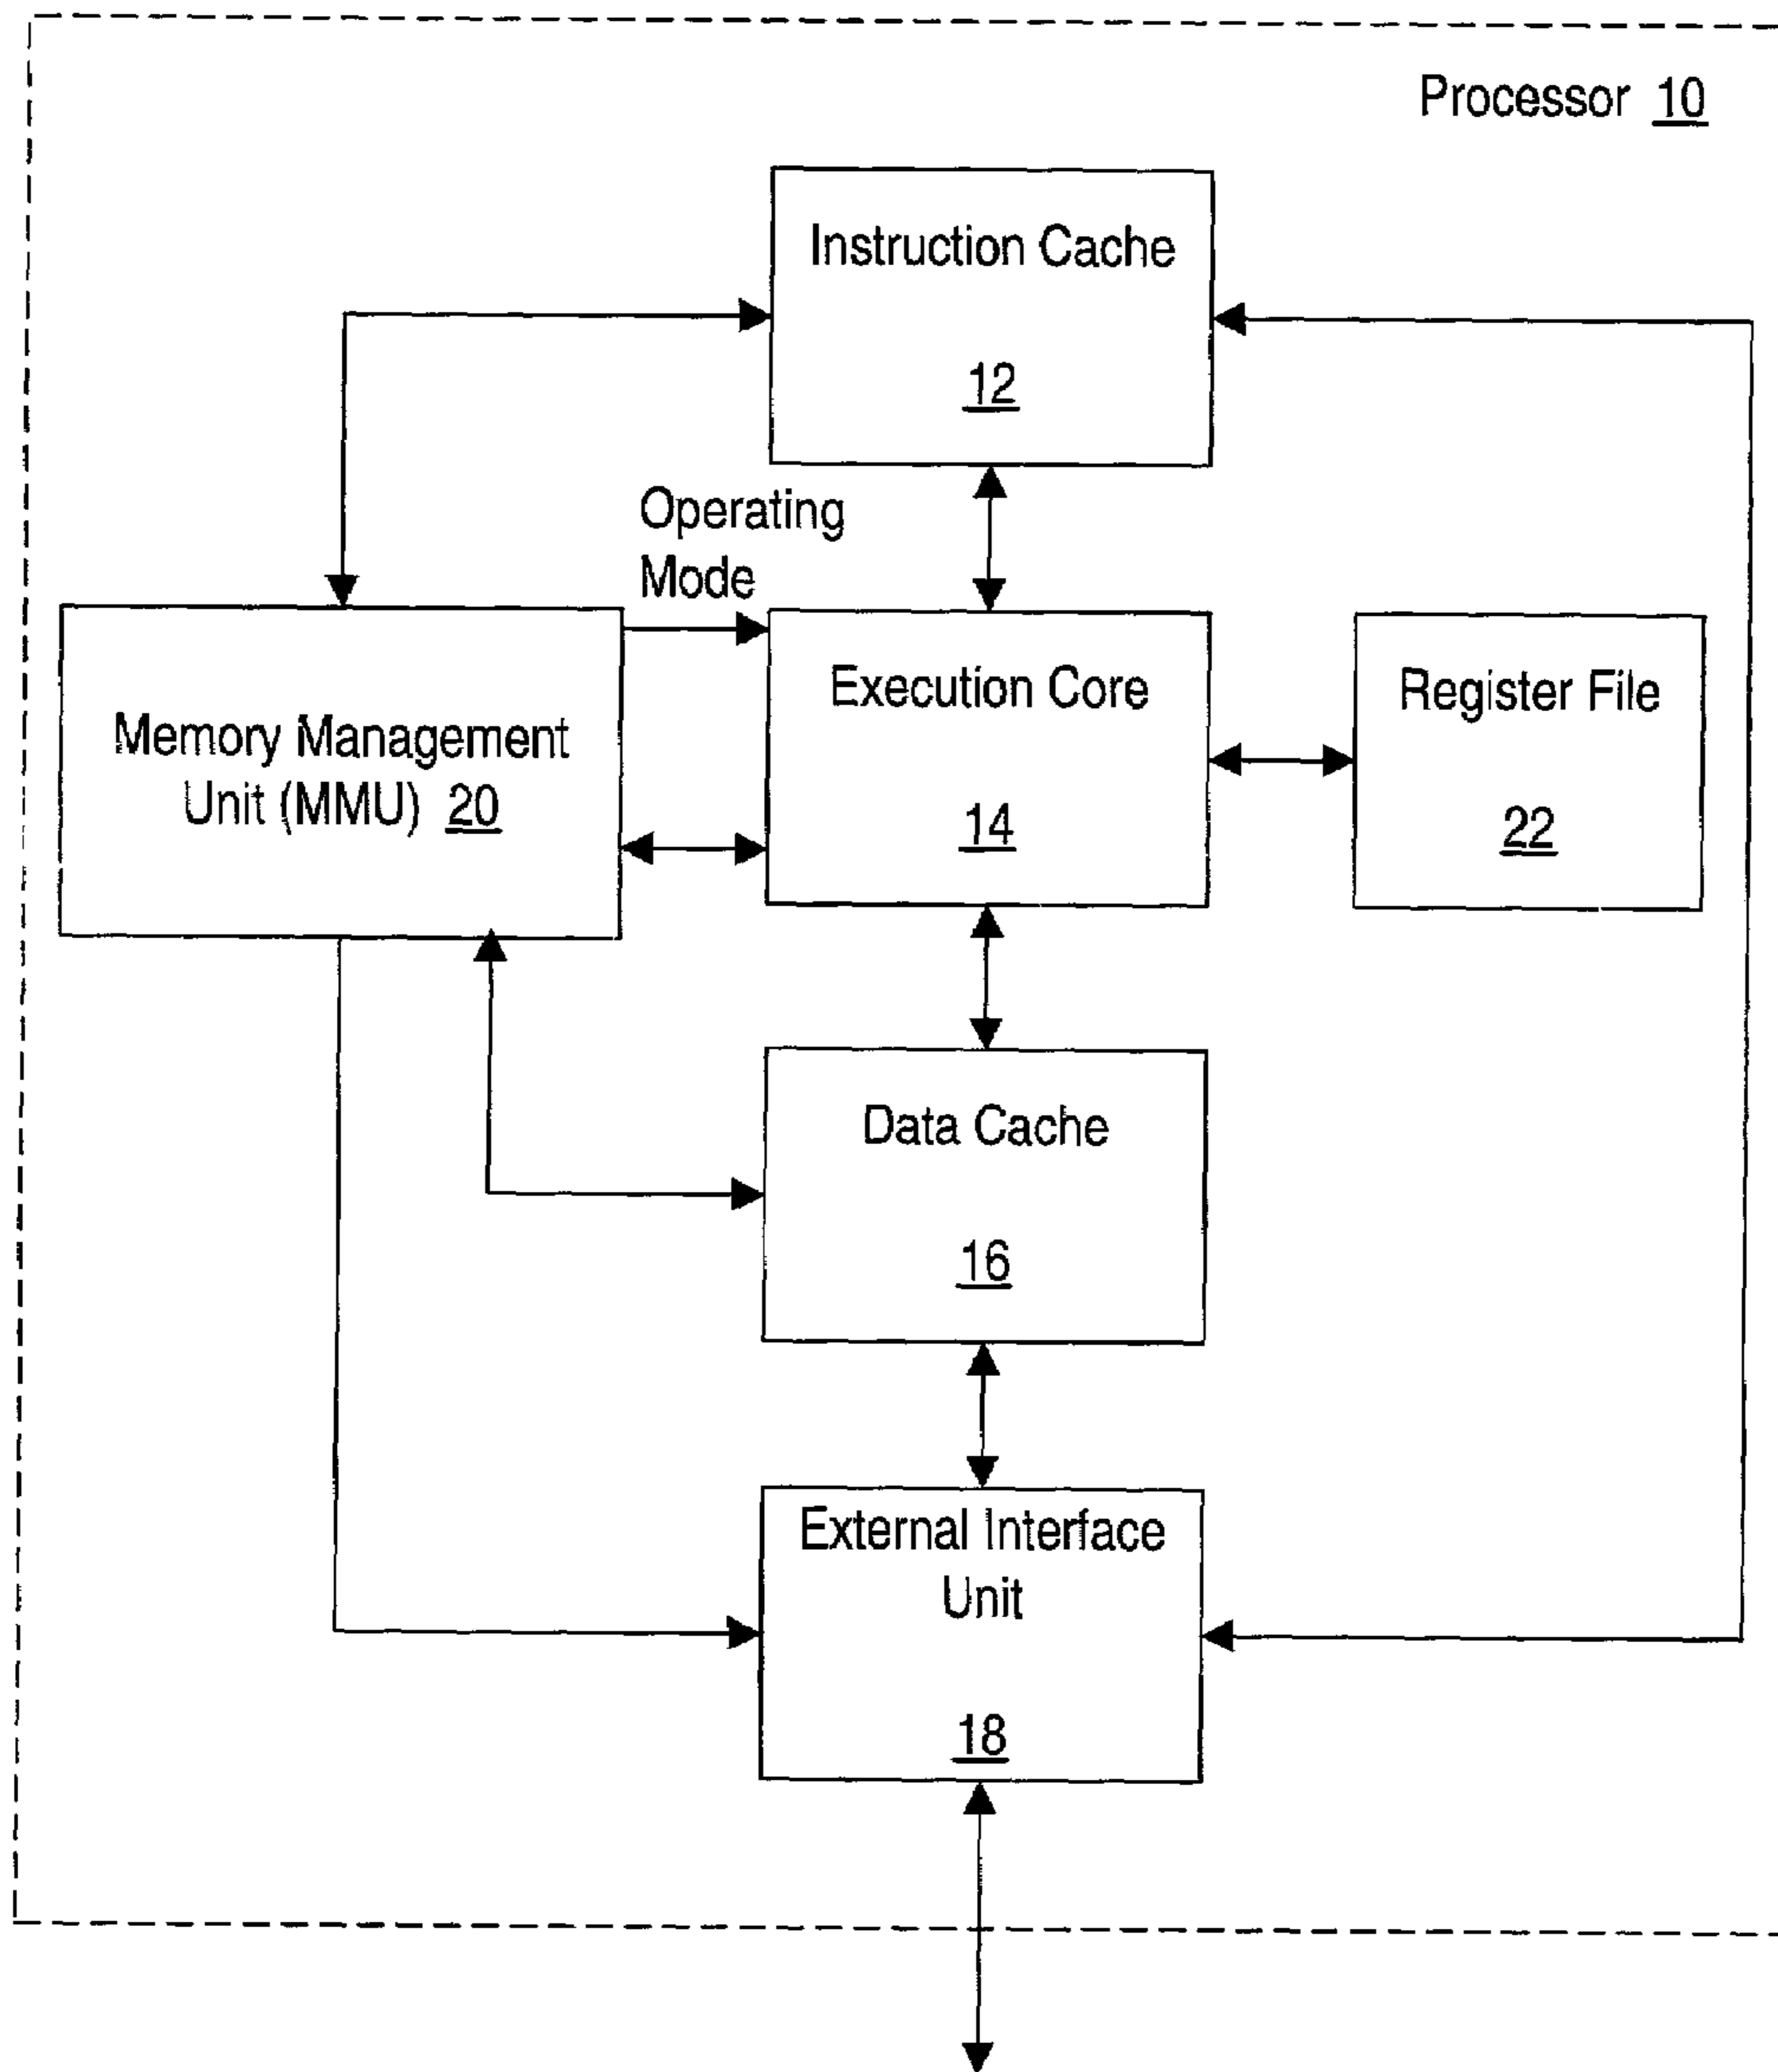 Processor 10
Instruction Cache
12
Operating
Mode
Memory Management
Unit (MMU) 20
Execution Core
14
Register File
22
Data Cache
16
External Interface
Unit
18